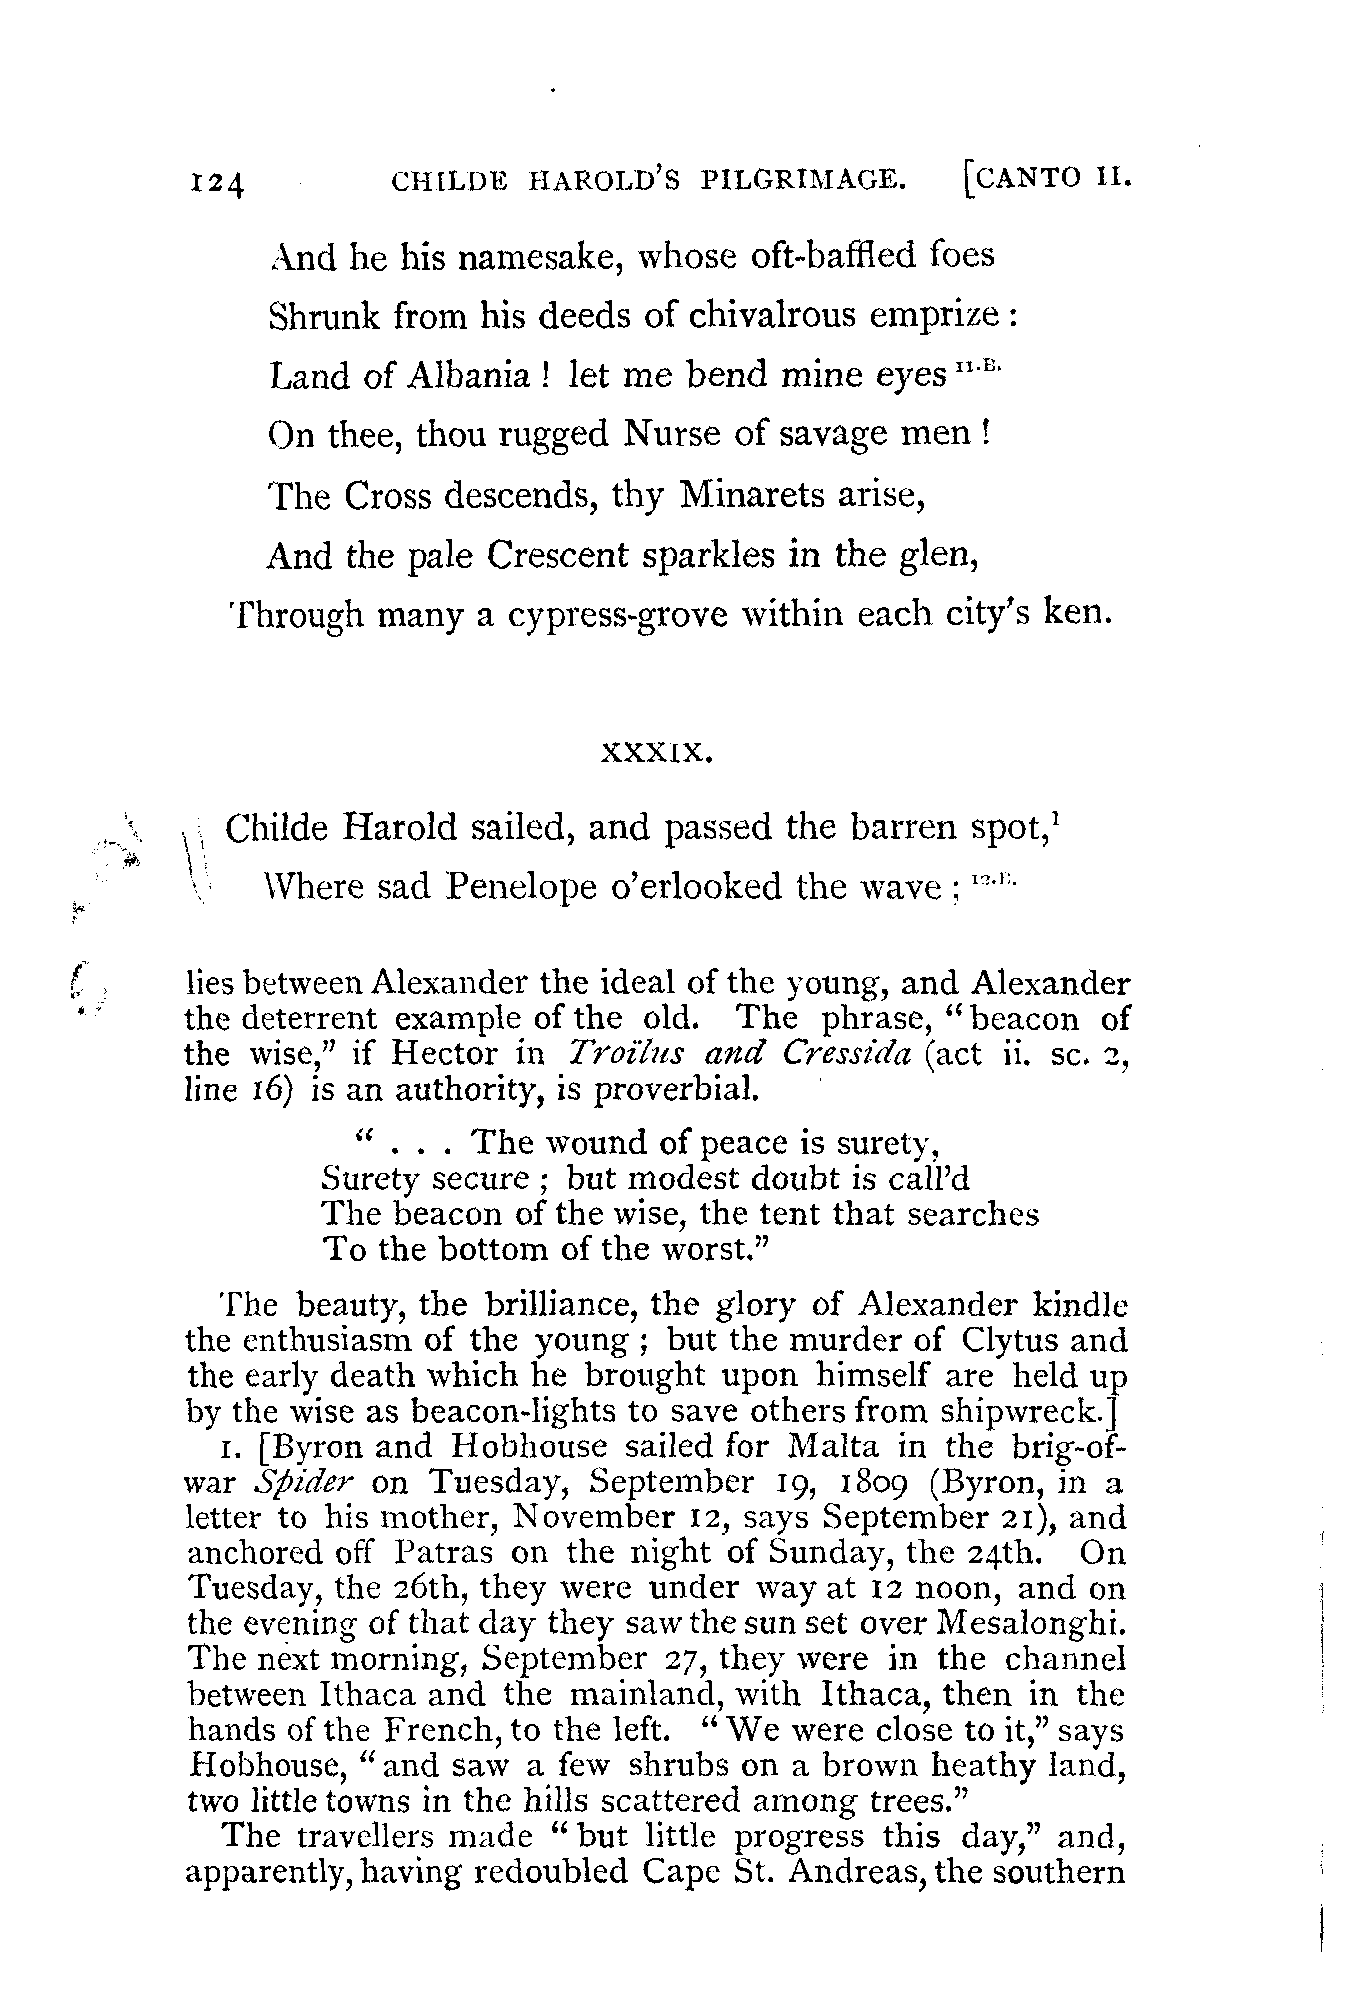 124 CHILDE HAROLD'S PILGRIMAGE. [CANTO II.
And he his namesake, whose oft-baffled foes
Shrunk from his deeds of chivalrous emprize :
Land of Albania ! let me bend mine eyes 11.B.
On thee, thou rugged Nurse of savage men !
The Cross descends, thy Minarets arise,
And the pale Crescent sparkles in the glen,
Through many a cypress-grove within each city's ken.
XXXIX.
Childe Harold sailed, and passed the barren spot,1
Where sad Penelope o'erlooked the wave ; 12.B.
lies between Alexander the ideal of the young, and Alexander
the deterrent example of the old. The phrase, "beacon of
the wise," if Hector in Troïlus and Cressida (act ii. sc. 2,
line 16) is an authority, is proverbial.
" . . . The wound of peace is surety,
Surety secure ; but modest doubt is call'd
The beacon of the wise, the tent that searches
To the bottom of the worst."
The beauty, the brilliance, the glory of Alexander kindle
the enthusiasm of the young ; but the murder of Clytus and
the early death which he brought upon himself are held up
by the wise as beacon-lights to save others from shipwreck.]
1. [Byron and Hobhouse sailed for Malta in the brig-of-
war Spider on Tuesday, September 19, 1809 (Byron, in a
letter to his mother, November 12, says September 21), and
anchored off Patras on the night of Sunday, the 24th. On
Tuesday, the 26th, they were under way at 12 noon, and on
the evening of that day they saw the sun set over Mesalonghi.
The next morning, September 27, they were in the channel
between Ithaca and the mainland, with Ithaca, then in the
hands of the French, to the left. "We were close to it," says
Hobhouse, "and saw a few shrubs on a brown heathy land,
two little towns in the hills scattered among trees."
The travellers made "but little progress this day," and,
apparently, having redoubled Cape St. Andreas, the southern